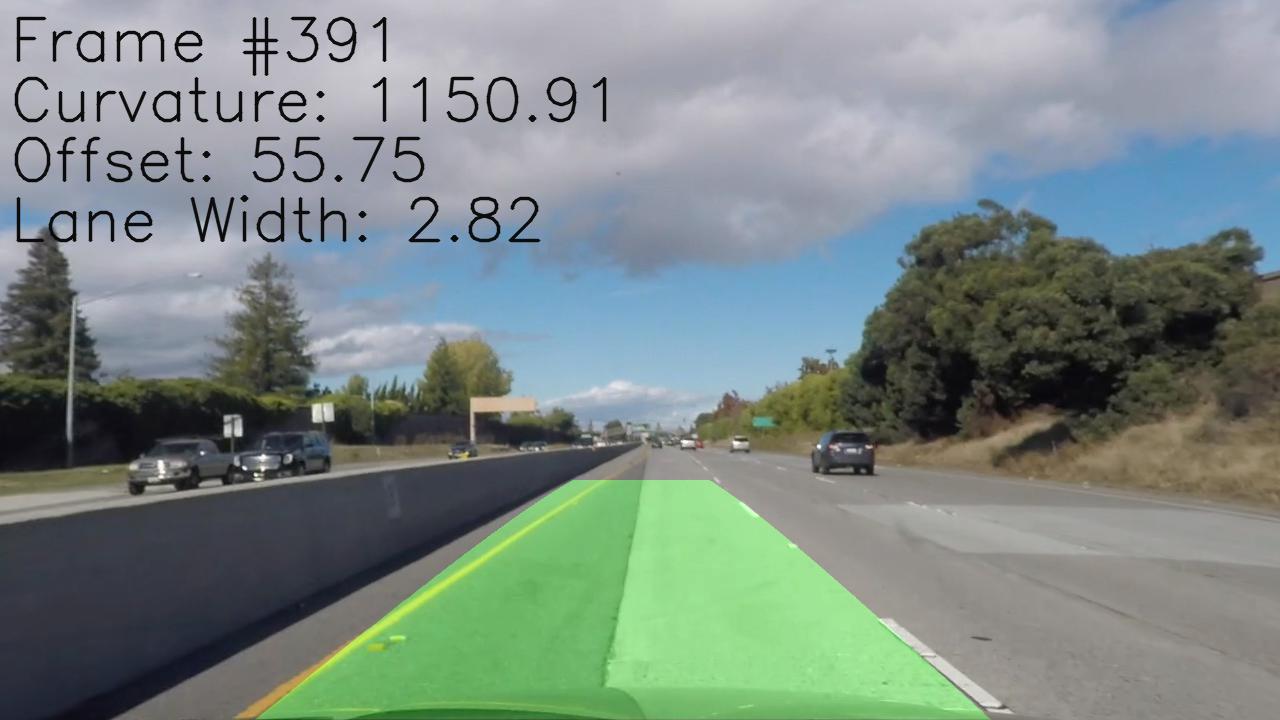 Frame #391
Curvature: 1150.91
Offset: 55.75
Lane Width: 2.82